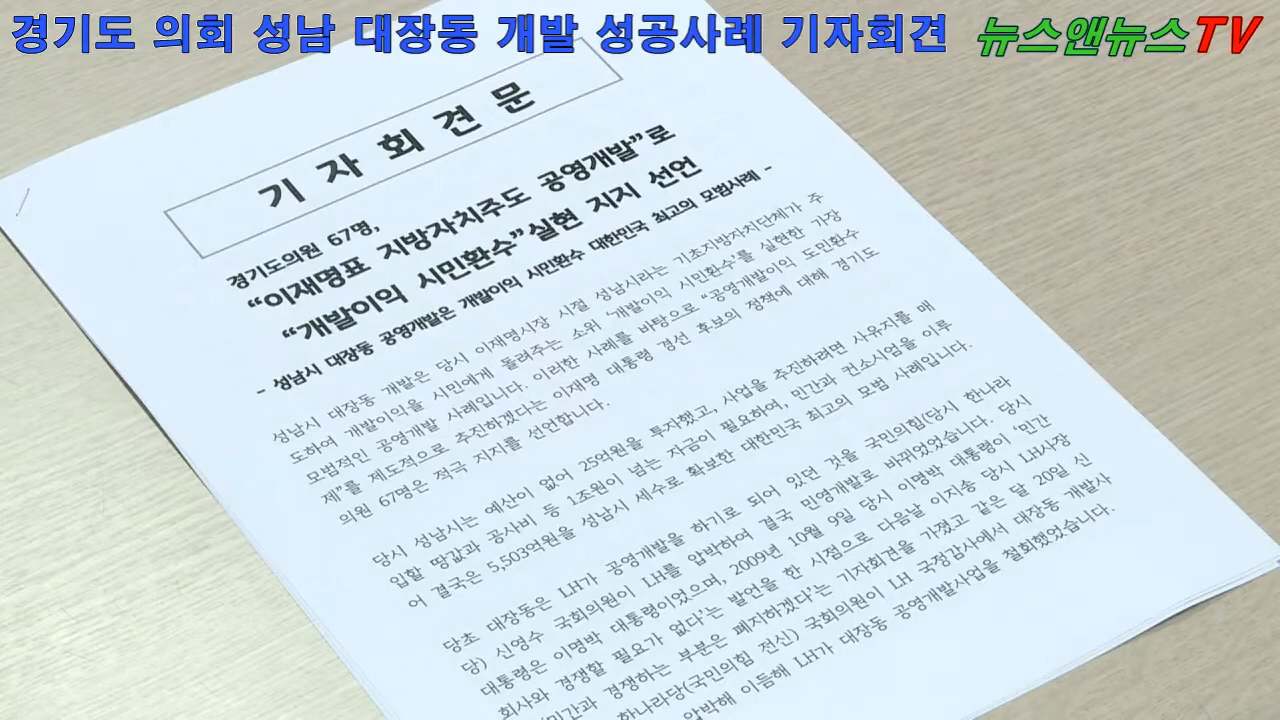 경기도 의회 성남 대장동 개발 성공사례 기자회견 뉴스앤뉴스TV
기 자 회 견 문
경기도의원 67명,
“이재명표 지방자치주도 공영개발”로
“개발이익 시민환수”실현 지지 선언
- 성남시 대장동 공영개발은 개발이익 시민환수 대한민국 최고의 모범사례 -
성남시 대장동 개발은 당시 이재명시장 시절 성남시라는 기초지방자치단체가 주
도하여 개발이익을 시민에게 돌려주는 소위 '개발이익 시민환수'를 실현한 가장
모범적인 공영개발 사례입니다. 이러한 사례를 바탕으로 “공영개발이익 도민환수
제”를 제도적으로 추진하겠다는 이재명 대통령 경선 후보의 정책에 대해 경기도
의원 67명은 적극 지지를 선언합니다.
당시 성남시는 예산이 없어 25억원을 투자했고, 사업을 추진하려면 사유지를 매
입할 땅값과 공사비 등 1조원이 넘는 자금이 필요하여, 민간과 컨소시엄을 이루
어 결국은 5,503억원을 성남시 세수로 확보한 대한민국 최고의 모범 사례입니다.
당초 대장동은 LH가 공영개발을 하기로 되어 있던 것을 국민의힘(당시 한나라
당) 신영수 국회의원이 LH를 압박하여 결국 민영개발로 바뀌었었습니다. 당시
대통령은 이명박 대통령이었으며, 2009년 10월 9일 당시 이명박 대통령이 '민간
회사와 경쟁할 필요가 없다'는 발언을 한 시점으로 다음날 이지송 당시 LH사장
'민간과 경쟁하는 부분은 폐지하겠다'는 기자회견을 가졌고 같은 달 20일 신
한나라당(국민의힘 전신) 국회의원이 LH 국정감사에서 대장동 개발사
압박해 이듬해 LH가 대장동 공영개발사업을 철회했었습니다.